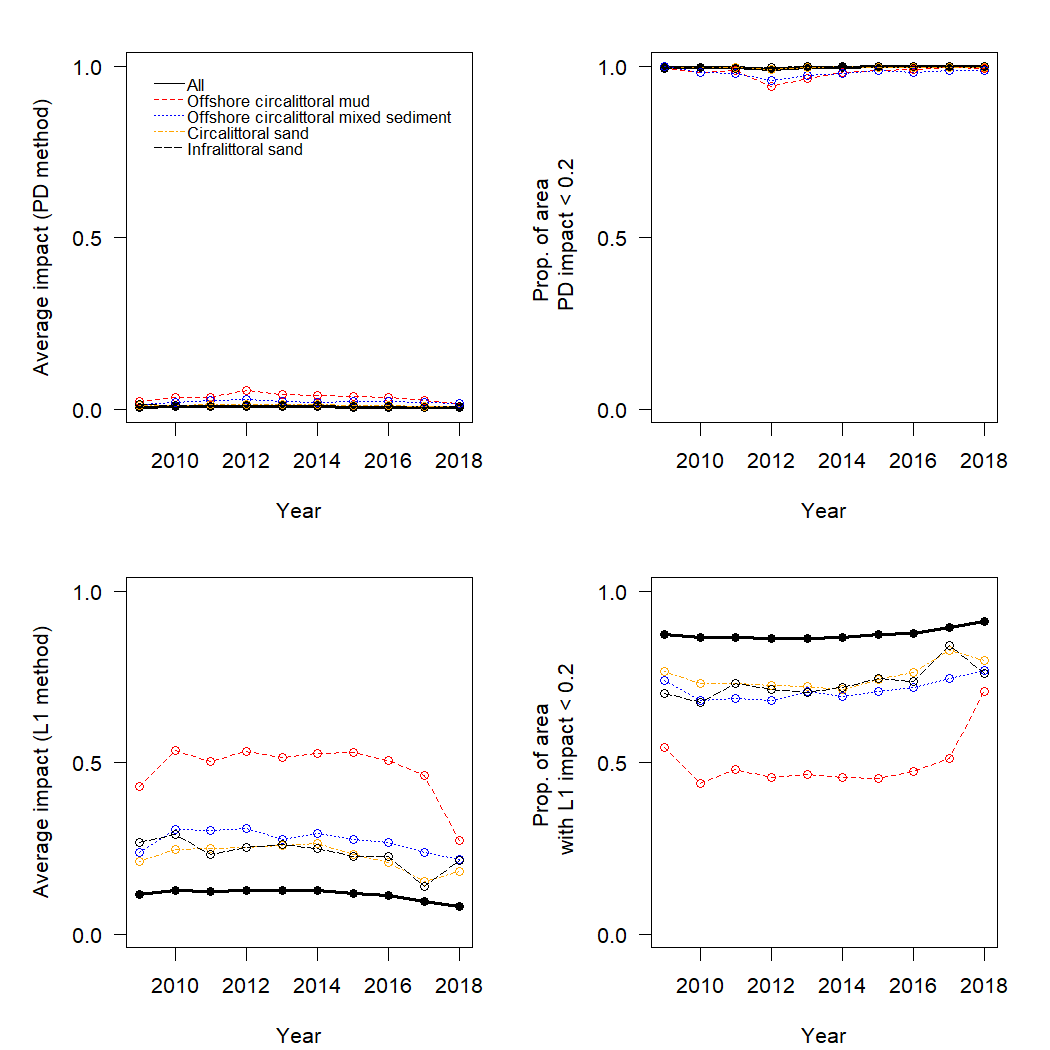 Average impact (PD method)
1.0
0.5
0.0
All
Offshore circalittoral mud
Offshore circalittoral mixed sediment
Circalittoral sand
Infralittoral sand
2010 2012 2014 2016 2018
Year
Prop. of area
PD impact < 0.2
1.0
0.5
0.0
2010 2012 2014 2016 2018
Year
Average impact (L1 method)
1.0
0.5
0.0
2010 2012 2014 2016 2018
Year
Prop. of area
with L1 impact < 0.2
1.0
0.5
0.0
2010 2012 2014 2016 2018
Year